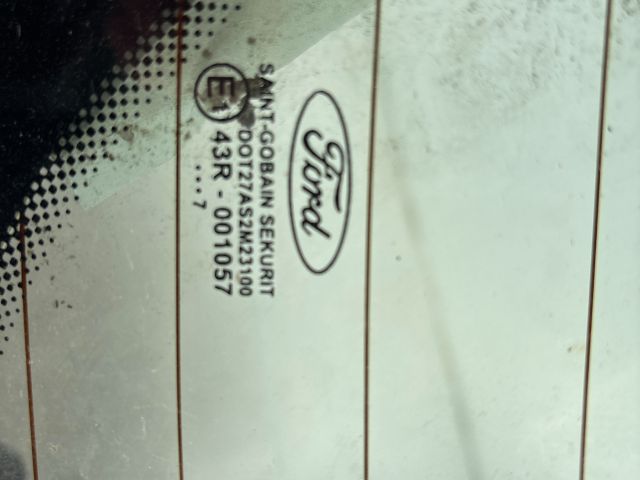 Ford
SAINT-GOBAIN SEKURIT
DOT27AS2M23100
E1 43R - 001057
...7